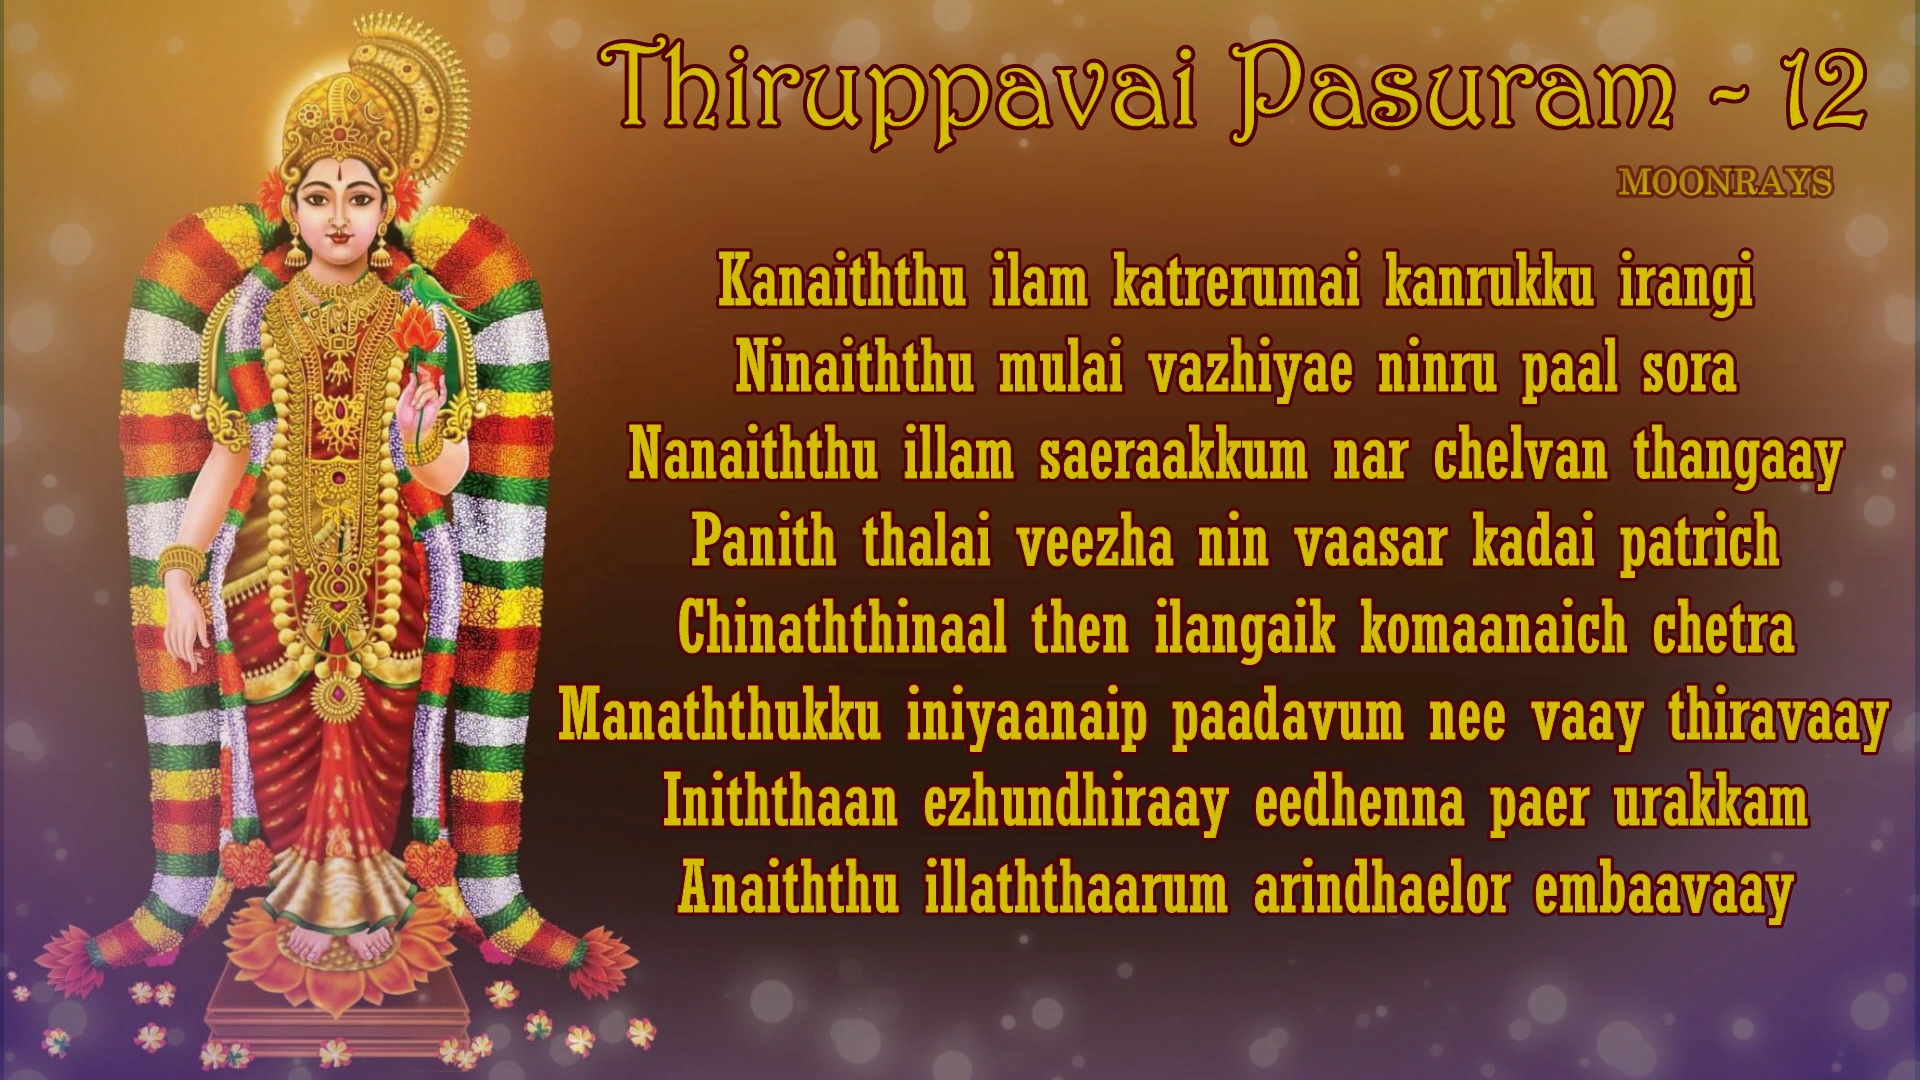 Thiruppavai Pasuram - 12
MOONRAYS
Kanaiththu ilam katrerumai kanrukku irangi
Ninaiththu mulai vazhiyae ninru paal sora
Nanaiththu illam saeraakkum nar chelvan thangaay
Panith thalai veezha nin vaasar kadai patrich
Chinaththinaal then ilangaik komaanaich chetra
Manaththukku iniyaanaip paadavum nee vaay thiravaay
Iniththaan ezhundhiraay eedhenna paer urakkam
Anaiththu illaththaarum arindhaelor embaavaay